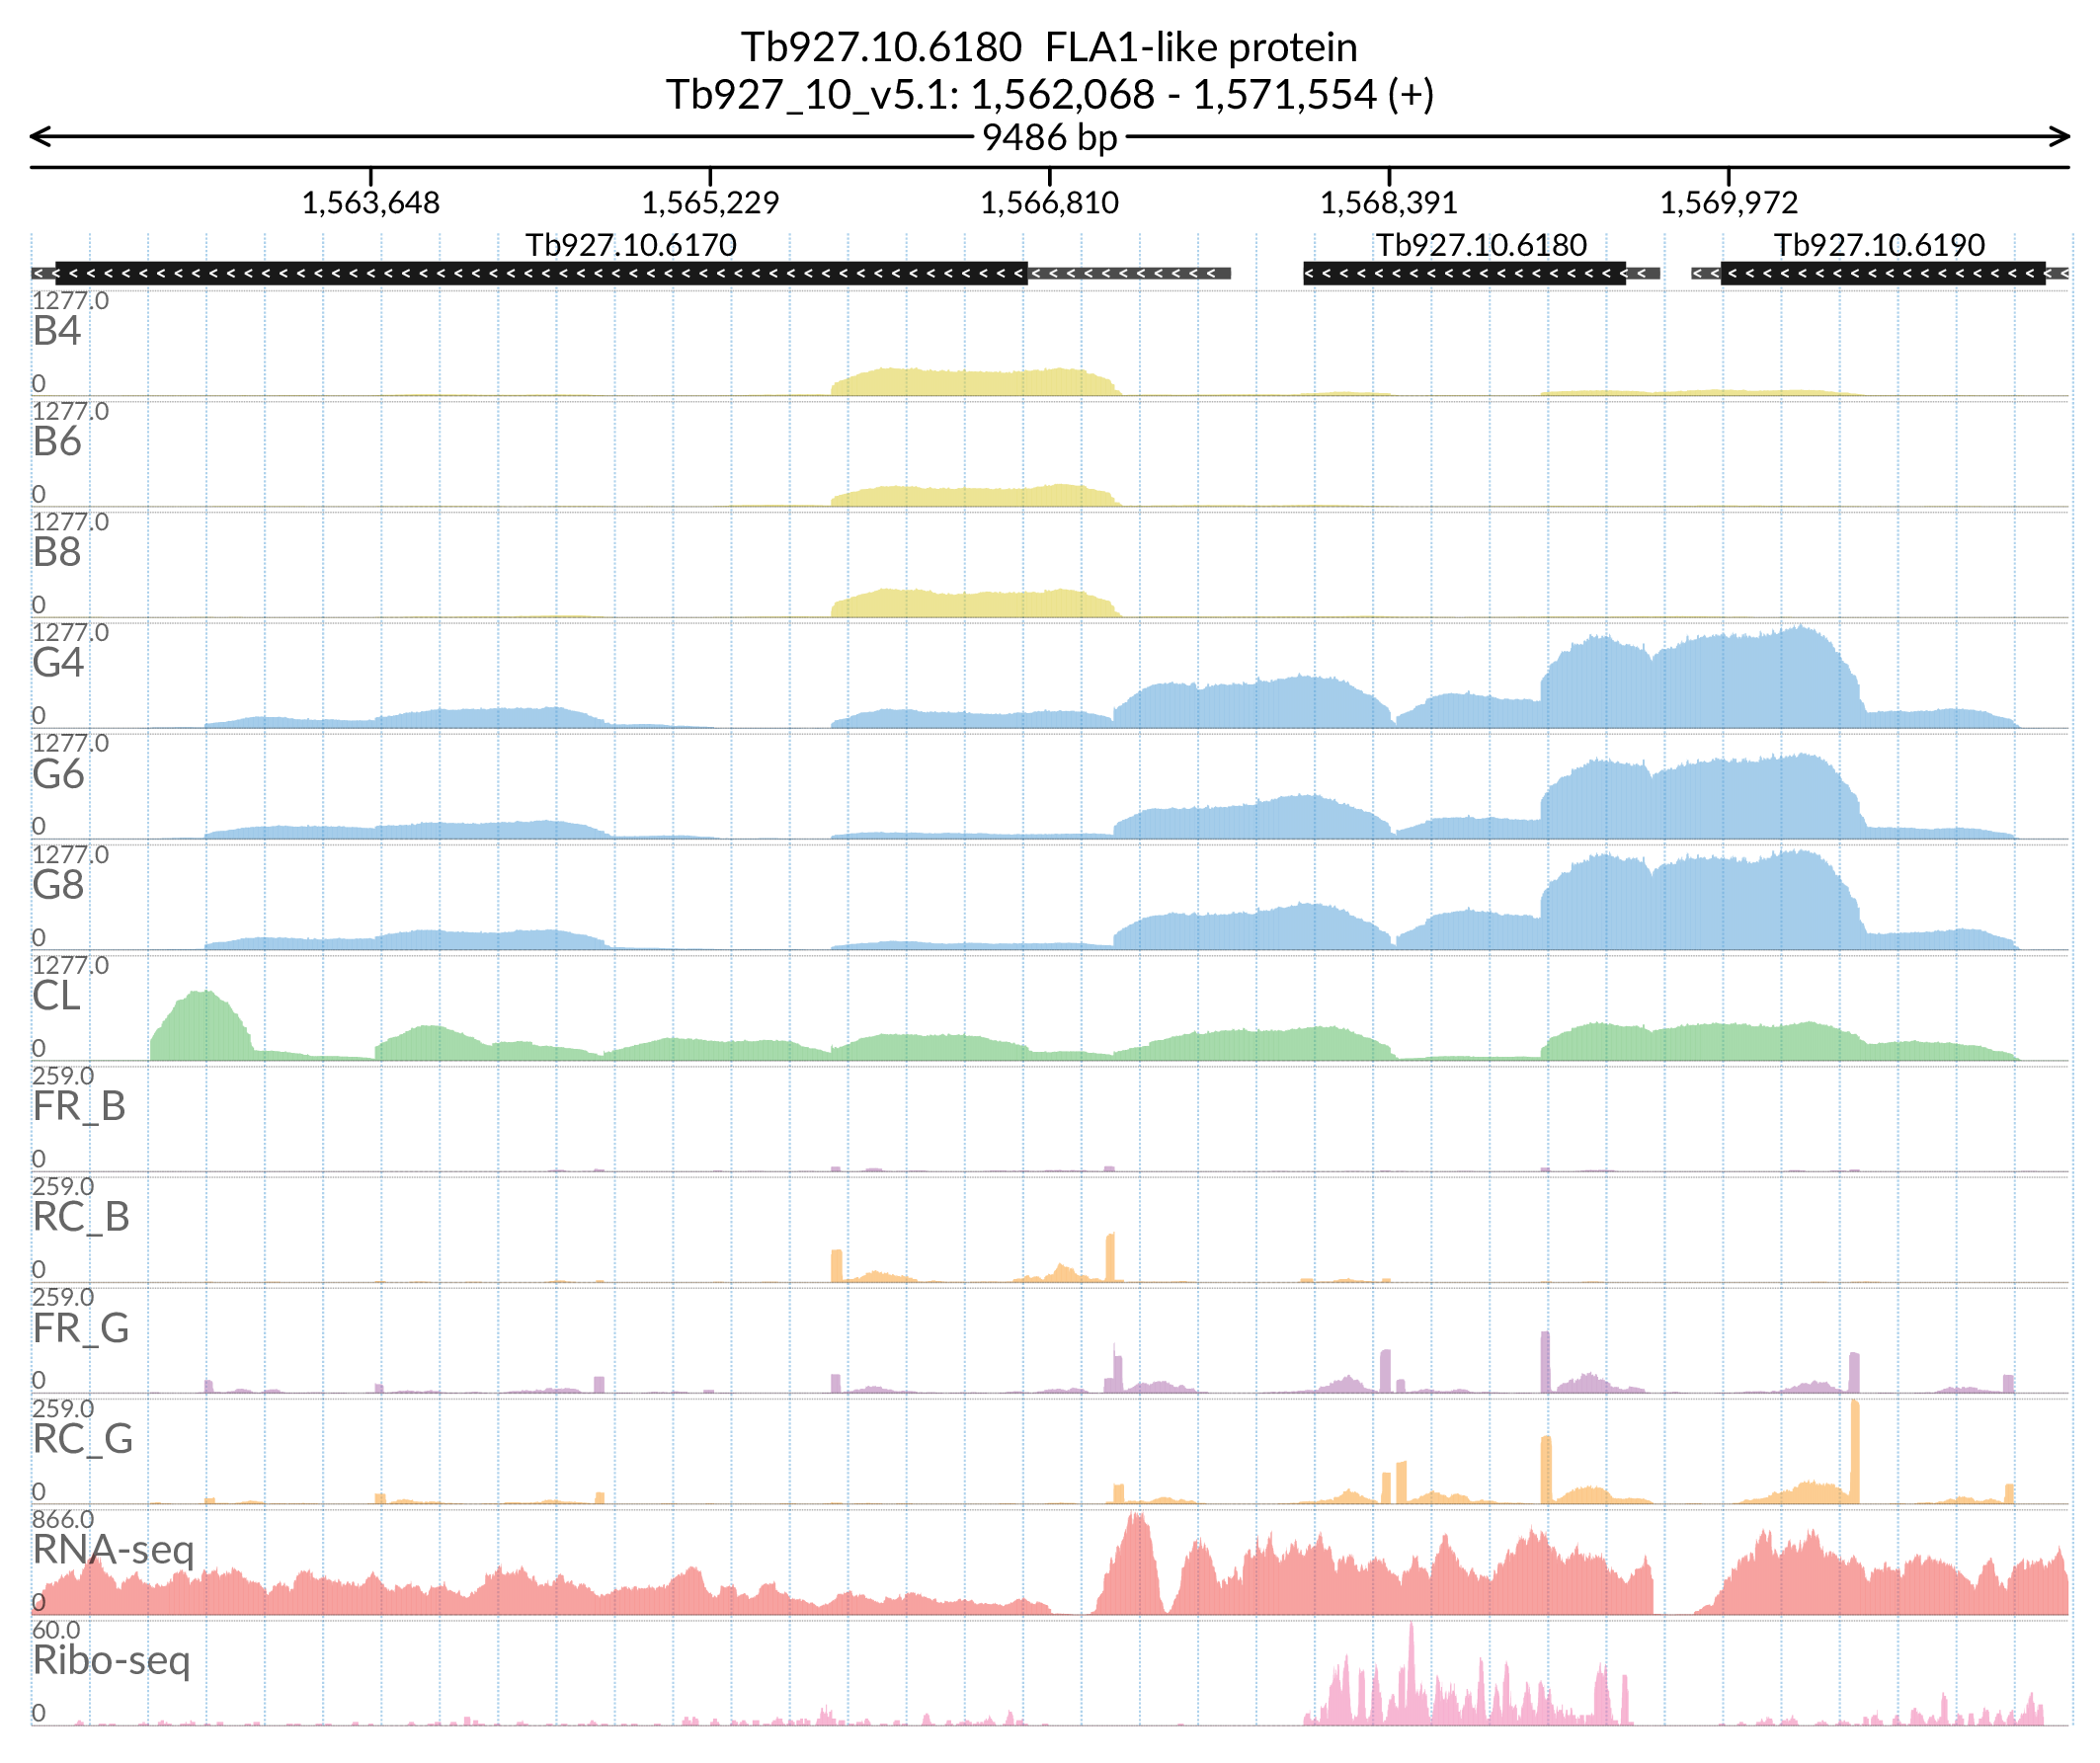 Tb927.10.6180 FLA1-like protein
Tb927_10_v5.1: 1,562,068 - 1,571,554 (+)
9486 bp
1,563,648 1,565,229 1,566,810 1,568,391 1,569,972
Tb927.10.6170 Tb927.10.6180 Tb927.10.6190
1277.0
B4
0
1277.0
B6
0
1277.0
B8
0
1277.0
G4
0
1277.0
G6
0
1277.0
G8
0
1277.0
CL
0
259.0
FR_B
0
259.0
RC_B
0
259.0
FR_G
0
259.0
RC_G
0
866.0
RNA-seq
0
60.0
Ribo-seq
0